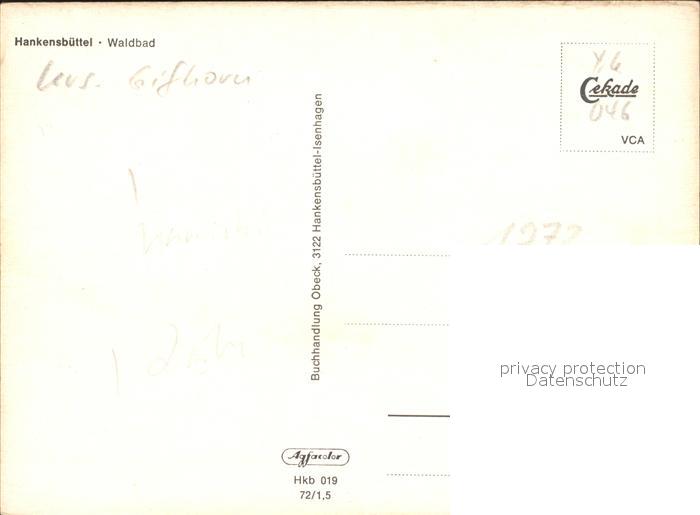 Hankensbüttel · Waldbad
Krs. Gifhorn
Cekade
046
VCA
Buchhandlung Obeck, 3122 Hankensbüttel-Isenhagen
1972
privacy protection
Datenschutz
Agfacolor
Hkb 019
72/1,5